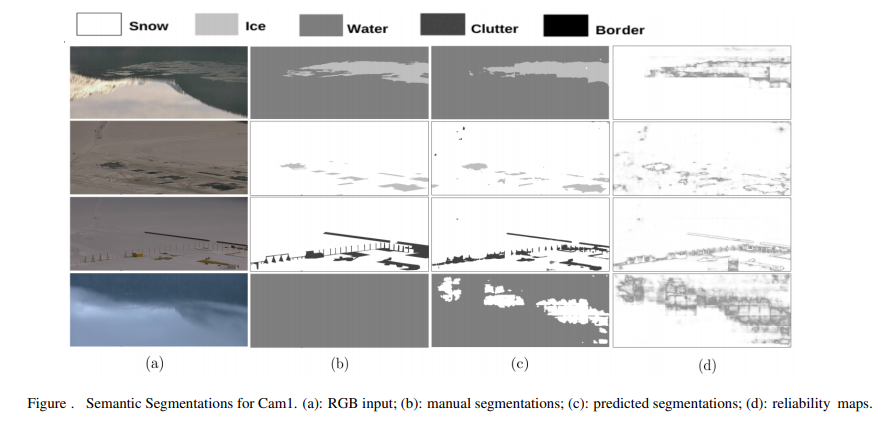 Snow Ice Water Clutter Border
(a) (b) (c) (d)
Figure . Semantic Segmentations for Cam1. (a): RGB input; (b): manual segmentations; (c): predicted segmentations; (d): reliability maps.